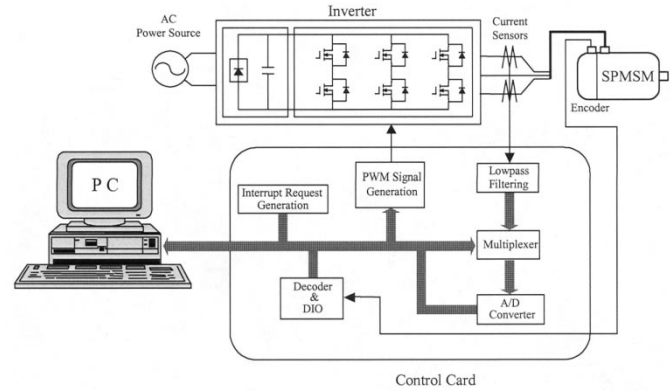 Inverter
AC
Power Source
Current
Sensors
SPMSM
Encoder
PC
PWM Signal
Generation
Lowpass
Filtering
Interrupt Request
Generation
Multiplexer
Decoder
&
DIO
A/D
Converter
Control Card